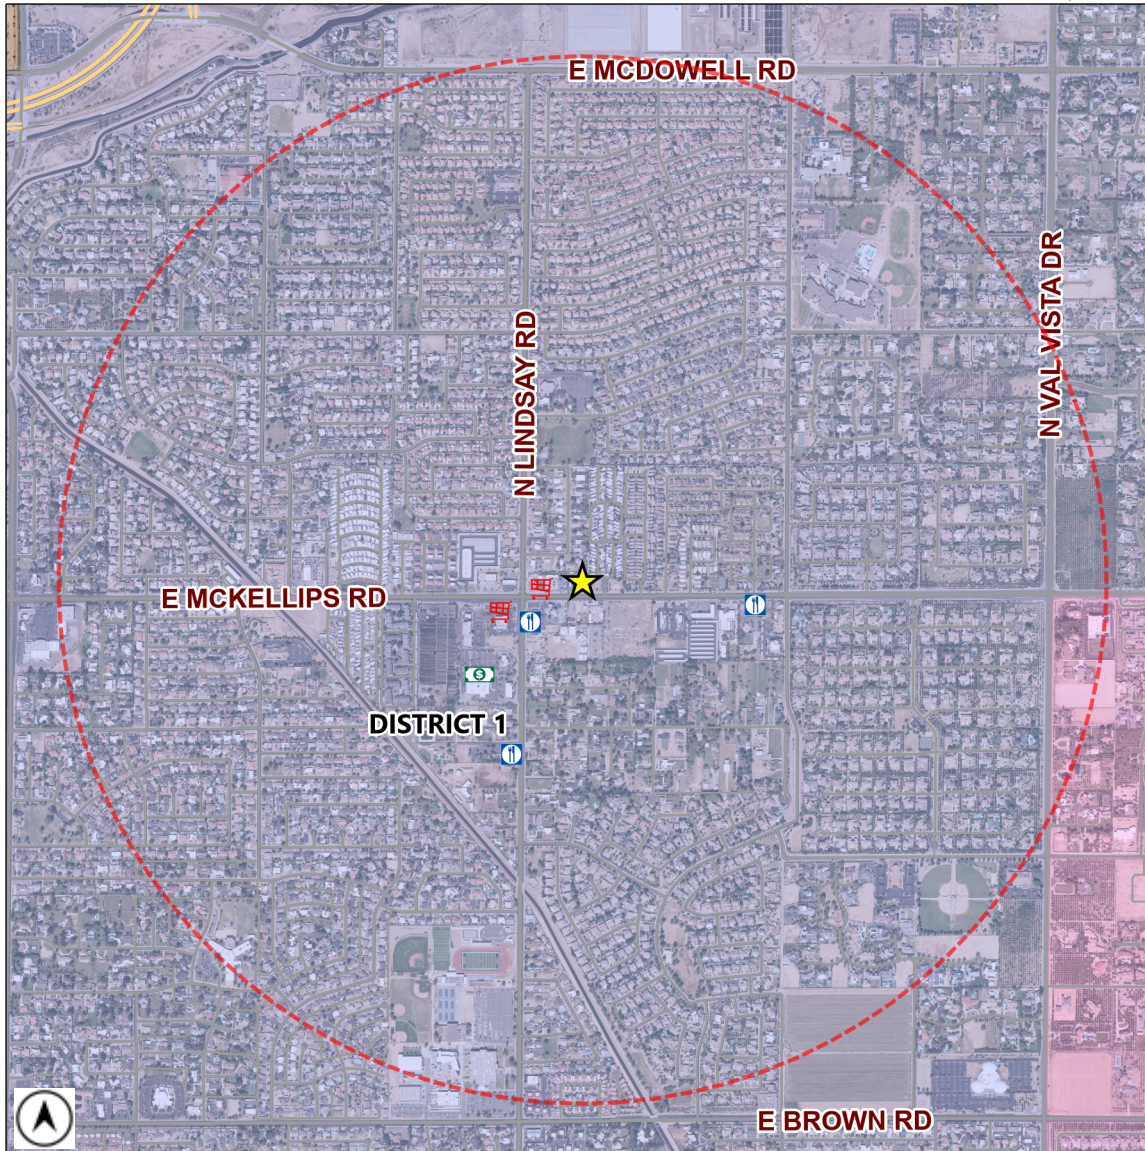 E MCDOWELL RD
N VAL VISTA DR
N LINDSAY RD
E MCKELLIPS RD
$
DISTRICT 1
E BROWN RD